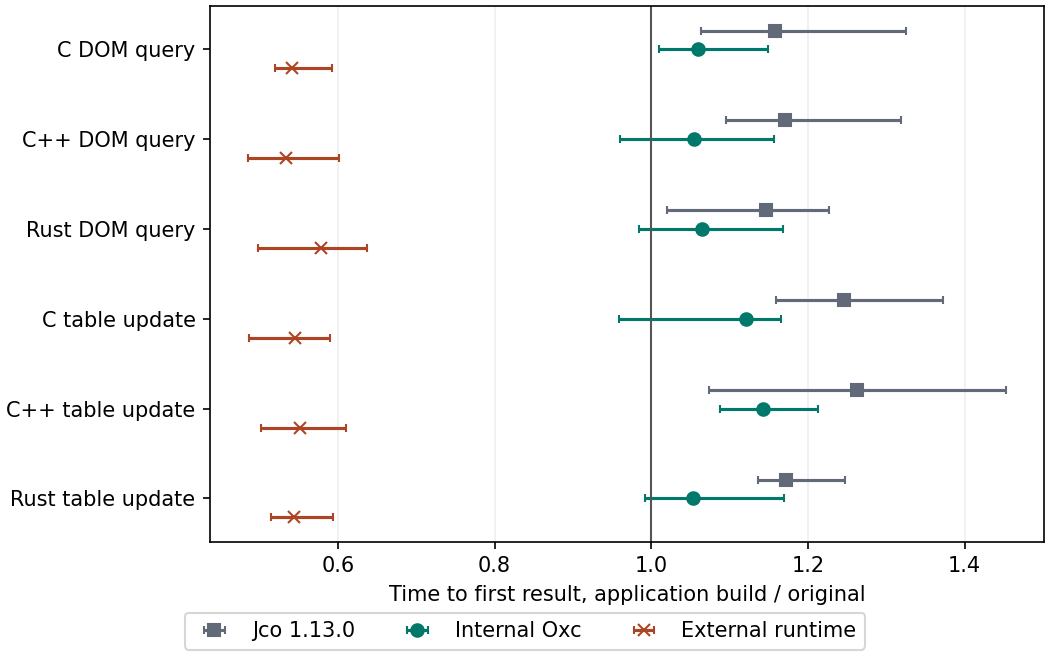 C DOM query
C++ DOM query
Rust DOM query
C table update
C++ table update
Rust table update
0.6 0.8 1.0 1.2 1.4
Time to first result, application build / original
Jco 1.13.0 Internal Oxc External runtime